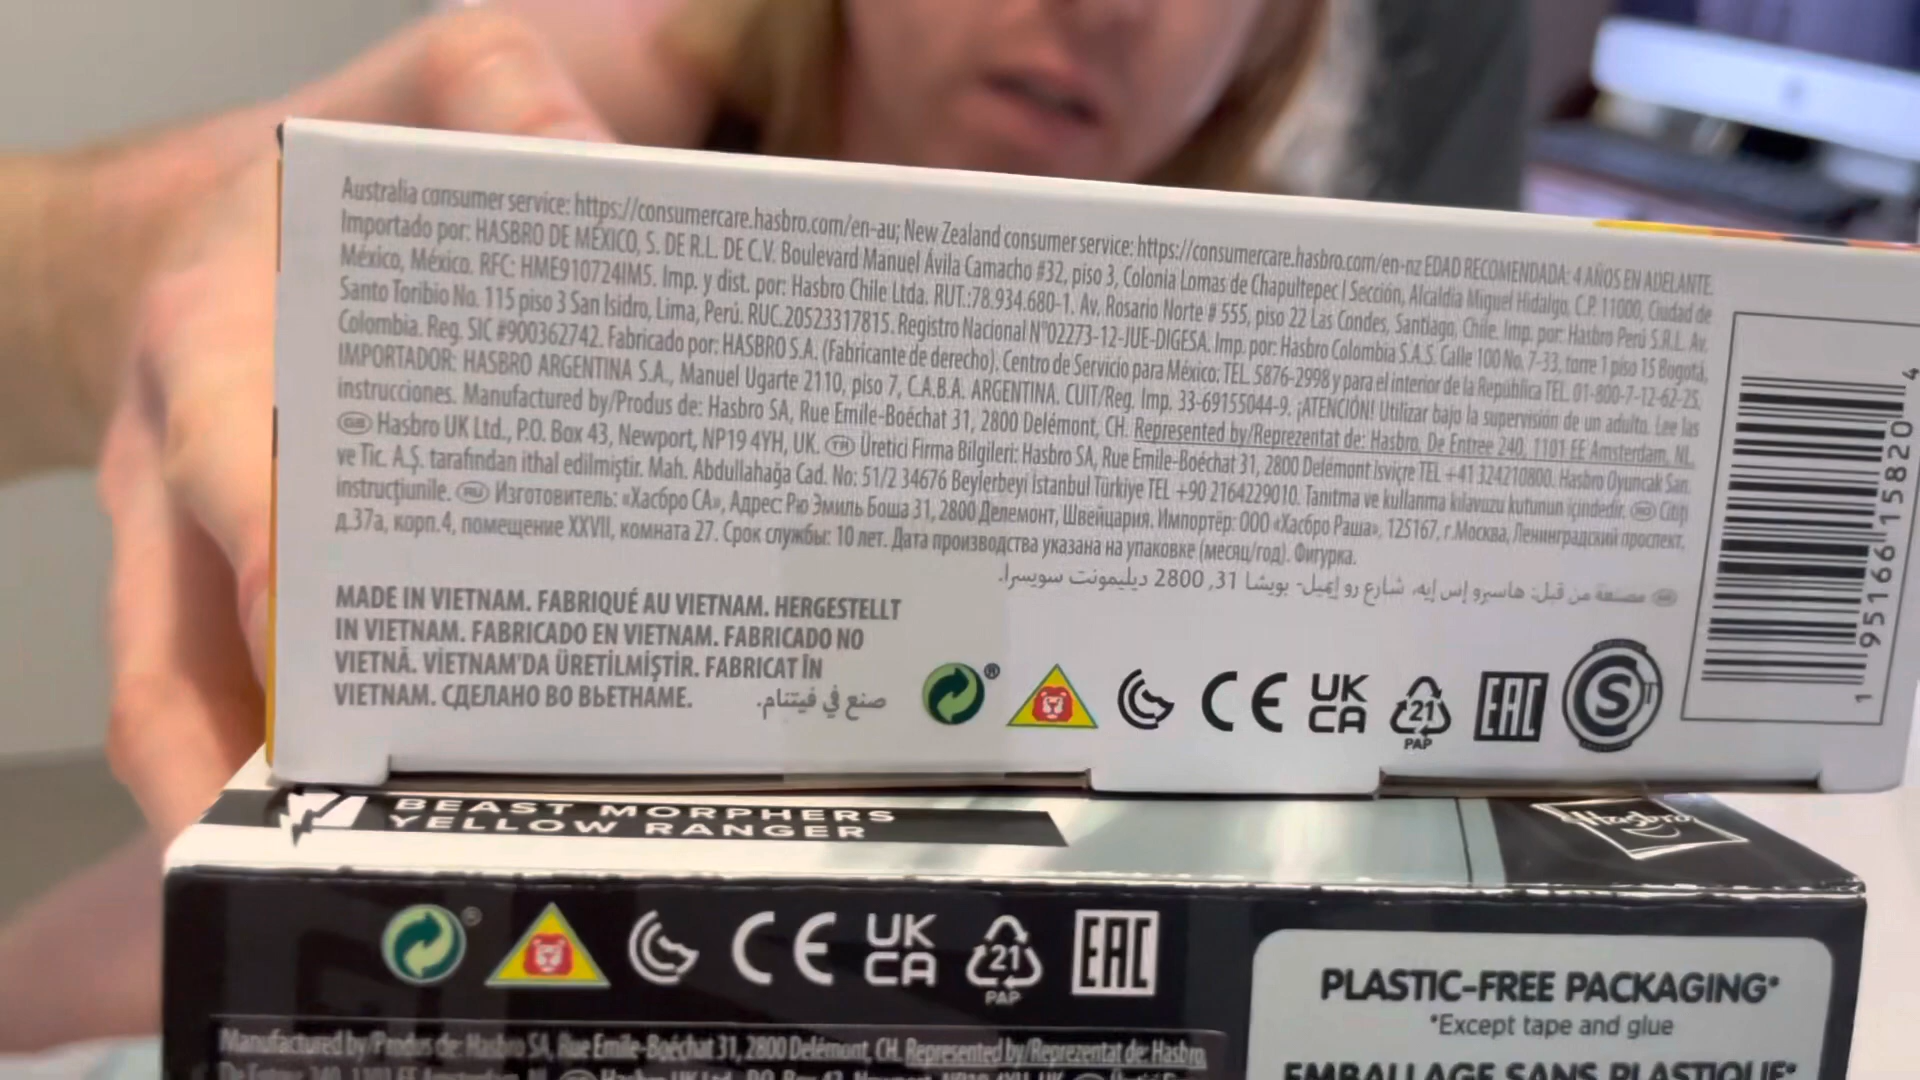 Australia consumer service: https://consumercare.hasbro.com/en-au; New Zealand consumer service: https://consumercare.hasbro.com/en-nz EDAD RECOMENDADA: 4 AÑOS EN ADELANTE.
Importado por: HASBRO DE MÉXICO, S. DE R.L. DE C.V. Boulevard Manuel Ávila Camacho #32, piso 3, Colonia Lomas de Chapultepec I Sección, Alcaldía Miguel Hidalgo, C.P. 11000, Ciudad de
México, México. RFC: HME910724IM5. Imp. y dist. por: Hasbro Chile Ltda. RUT.:78.934.680-1. Av. Rosario Norte # 555, piso 22 Las Condes, Santiago, Chile. Imp. por: Hasbro Perú S.R.L. Av.
Santo Toribio No. 115 piso 3 San Isidro, Lima, Perú. RUC.20523317815. Registro Nacional N°02273-12-JUE-DIGESA. Imp. por: Hasbro Colombia S.A.S. Calle 100 No. 7-33, torre 1 piso 15 Bogotá,
Colombia. Reg. SIC #900362742. Fabricado por: HASBRO S.A. (Fabricante de derecho). Centro de Servicio para México: TEL. 5876-2998 y para el interior de la República TEL. 01-800-7-12-62-25.
IMPORTADOR: HASBRO ARGENTINA S.A., Manuel Ugarte 2110, piso 7, C.A.B.A. ARGENTINA. CUIT/Reg. Imp. 33-69155044-9. ¡ATENCIÓN! Utilizar bajo la supervisión de un adulto. Lee las
instrucciones. Manufactured by/Produs de: Hasbro SA, Rue Emile-Boéchat 31, 2800 Delémont, CH. Represented by/Reprezentat de: Hasbro, De Entree 240, 1101 EE Amsterdam, NL.
GB Hasbro UK Ltd., P.O. Box 43, Newport, NP19 4YH, UK. TR Üretici Firma Bilgileri: Hasbro SA, Rue Emile-Boéchat 31, 2800 Delémont İsviçre TEL +41 324210800. Hasbro Oyuncak San.
ve Tic. A.Ş. tarafından ithal edilmiştir. Mah. Abdullahağa Cad. No: 51/2 34676 Beylerbeyi İstanbul Türkiye TEL +90 2164229010. Tanıtma ve kullanma kılavuzu kutunun içindedir. RO Citiți
instrucțiunile. RU Изготовитель: «Хасбро СА», Адрес: Рю Эмиль Боша 31, 2800 Делемонт, Швейцария. Импортёр: ООО «Хасбро Раша», 125167, г.Москва, Ленинградский проспект,
д.37а, корп.4, помещение XXVII, комната 27. Срок службы: 10 лет. Дата производства указана на упаковке (месяц/год). Фигурка.
مصنعة من قبل: هاسبرو إس إيه، شارع رو إيميل- بويشا 31, 2800 ديليمونت سويسرا.
MADE IN VIETNAM. FABRIQUÉ AU VIETNAM. HERGESTELLT
IN VIETNAM. FABRICADO EN VIETNAM. FABRICADO NO
VIETNÃ. VİETNAM'DA ÜRETİLMİŞTİR. FABRICAT ÎN
VIETNAM. СДЕЛАНО ВО ВЬЕТНАМЕ. صنع في فيتنام.
® CE UK CA 21 PAP EAC S
1 95166 15820 4
BEAST MORPHERS
YELLOW RANGER
Hasbro
® CE UK CA 21 PAP EAC
Manufactured by/Produs de: Hasbro SA, Rue Emile-Boéchat 31, 2800 Delémont, CH. Represented by/Reprezentat de: Hasbro,
PLASTIC-FREE PACKAGING*
*Except tape and glue
EMBALLAGE SANS PLASTIQUE*